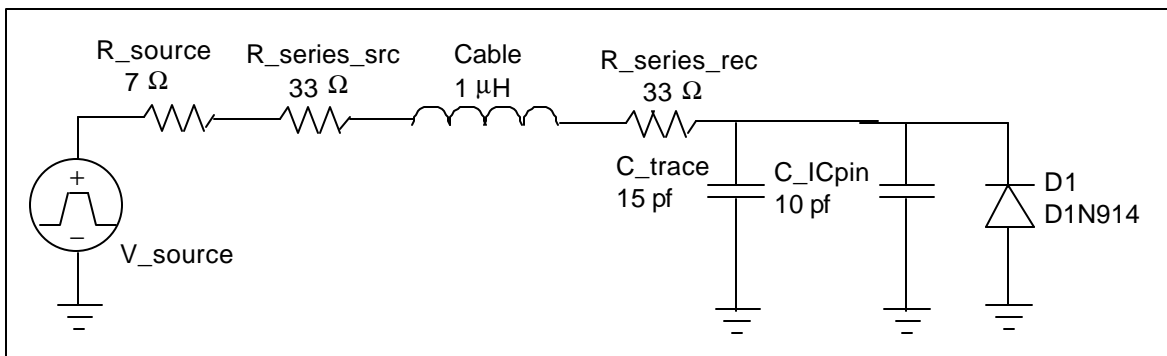 R_source
7 Ω
R_series_src
33 Ω
Cable
1 μH
R_series_rec
33 Ω
+
−
V_source
C_trace
15 pf
C_ICpin
10 pf
D1
D1N914